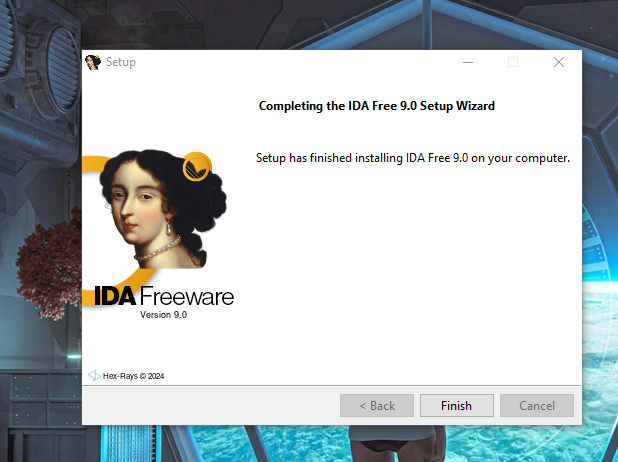 Setup
Completing the IDA Free 9.0 Setup Wizard
Setup has finished installing IDA Free 9.0 on your computer.
IDA Freeware
Version 9.0
Hex-Rays © 2024
< Back
Finish
Cancel